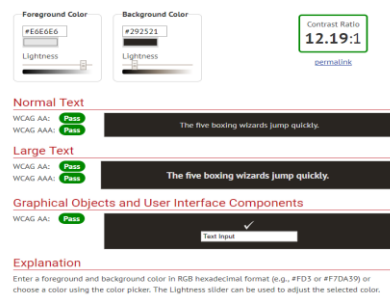 Foreground Color
Background Color
#E6E6E6
#292521
Lightness
Lightness
Contrast Ratio
12.19:1
permalink
Normal Text
WCAG AA: Pass
WCAG AAA: Pass
The five boxing wizards jump quickly.
Large Text
WCAG AA: Pass
WCAG AAA: Pass
The five boxing wizards jump quickly.
Graphical Objects and User Interface Components
WCAG AA: Pass
✓
Text Input
Explanation
Enter a foreground and background color in RGB hexadecimal format (e.g., #FD3 or #F7DA39) or
choose a color using the color picker. The Lightness slider can be used to adjust the selected color.